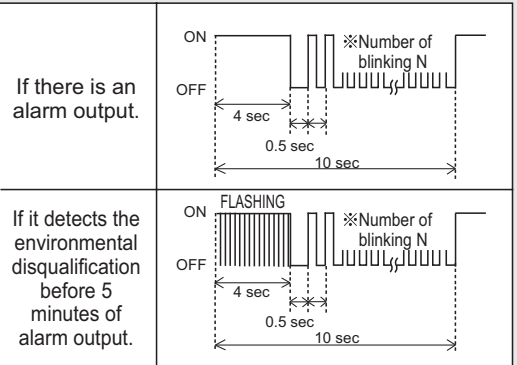 If there is an
alarm output.
ON
OFF
※Number of
blinking N
4 sec
0.5 sec
10 sec
If it detects the
environmental
disqualification
before 5
minutes of
alarm output.
FLASHING
ON
OFF
※Number of
blinking N
4 sec
0.5 sec
10 sec